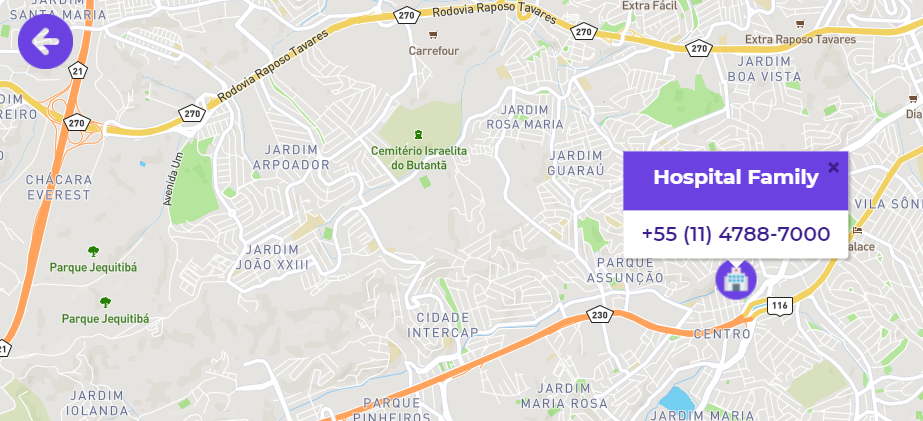 JARDIM
SANTA MARIA
270
Rodovia Raposo Tavares
Extra Fácil
270
Carrefour
270
Extra Raposo Tavares
21
Rodovia Raposo Tavares
JARDIM
BOA VISTA
270
270
JARDIM
ROSA MARIA
Cemitério Israelita
do Butantã
JARDIM
ARPOADOR
JARDIM
GUARAÚ
Avenida Um
CHÁCARA
EVEREST
Hospital Family
×
+55 (11) 4788-7000
VILA SÔN
alace
Parque Jequitibá
JARDIM
JOÃO XXIII
PARQUE
ASSUNÇÃO
Parque Jequitibá
CIDADE
INTERCAP
230
116
CENTRO
21
JARDIM
IOLANDA
PARQUE
PINHEIROS
JARDIM
MARIA ROSA
JARDIM MARIA